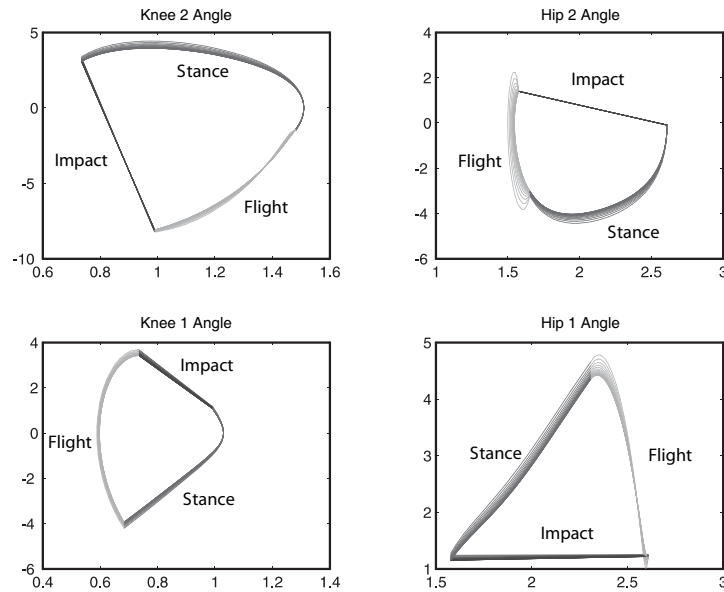 Knee 2 Angle
5
0
-5
-10
0.6 0.8 1 1.2 1.4 1.6
Stance
Impact
Flight
Hip 2 Angle
4
2
0
-2
-4
-6
1 1.5 2 2.5 3
Impact
Flight
Stance
Knee 1 Angle
4
2
0
-2
-4
-6
0.4 0.6 0.8 1 1.2 1.4
Impact
Flight
Stance
Hip 1 Angle
5
4
3
2
1
1.5 2 2.5 3
Stance
Flight
Impact